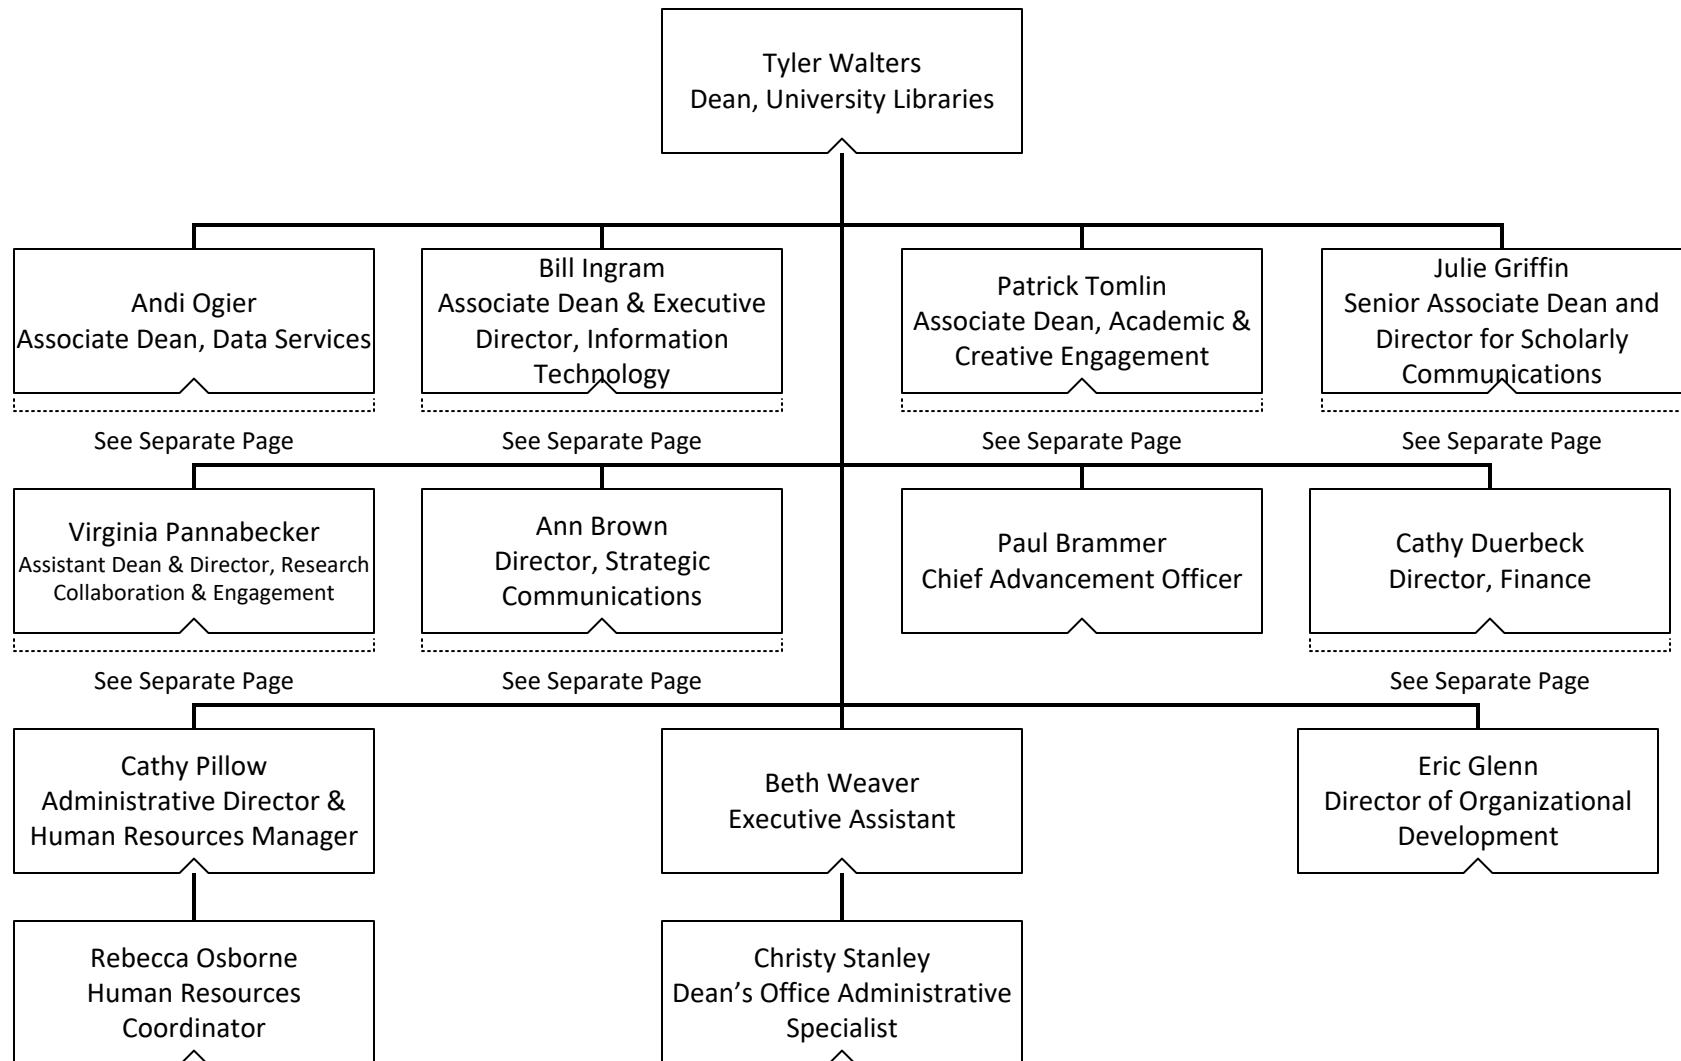 Tyler Walters
Dean, University Libraries
Andi Ogier
Associate Dean, Data Services
See Separate Page
Bill Ingram
Associate Dean & Executive
Director, Information
Technology
See Separate Page
Patrick Tomlin
Associate Dean, Academic &
Creative Engagement
See Separate Page
Julie Griffin
Senior Associate Dean and
Director for Scholarly
Communications
See Separate Page
Virginia Pannabecker
Assistant Dean & Director, Research
Collaboration & Engagement
See Separate Page
Ann Brown
Director, Strategic
Communications
See Separate Page
Paul Brammer
Chief Advancement Officer
Cathy Duerbeck
Director, Finance
See Separate Page
Cathy Pillow
Administrative Director &
Human Resources Manager
Beth Weaver
Executive Assistant
Eric Glenn
Director of Organizational
Development
Rebecca Osborne
Human Resources
Coordinator
Christy Stanley
Dean’s Office Administrative
Specialist